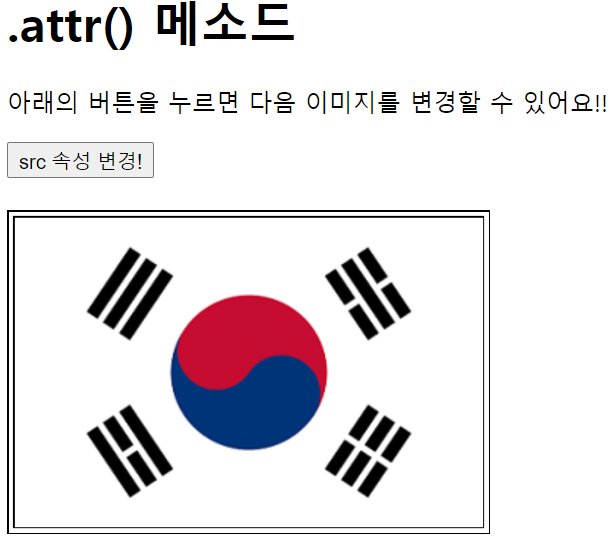 .attr() 메소드
아래의 버튼을 누르면 다음 이미지를 변경할 수 있어요!!
src 속성 변경!